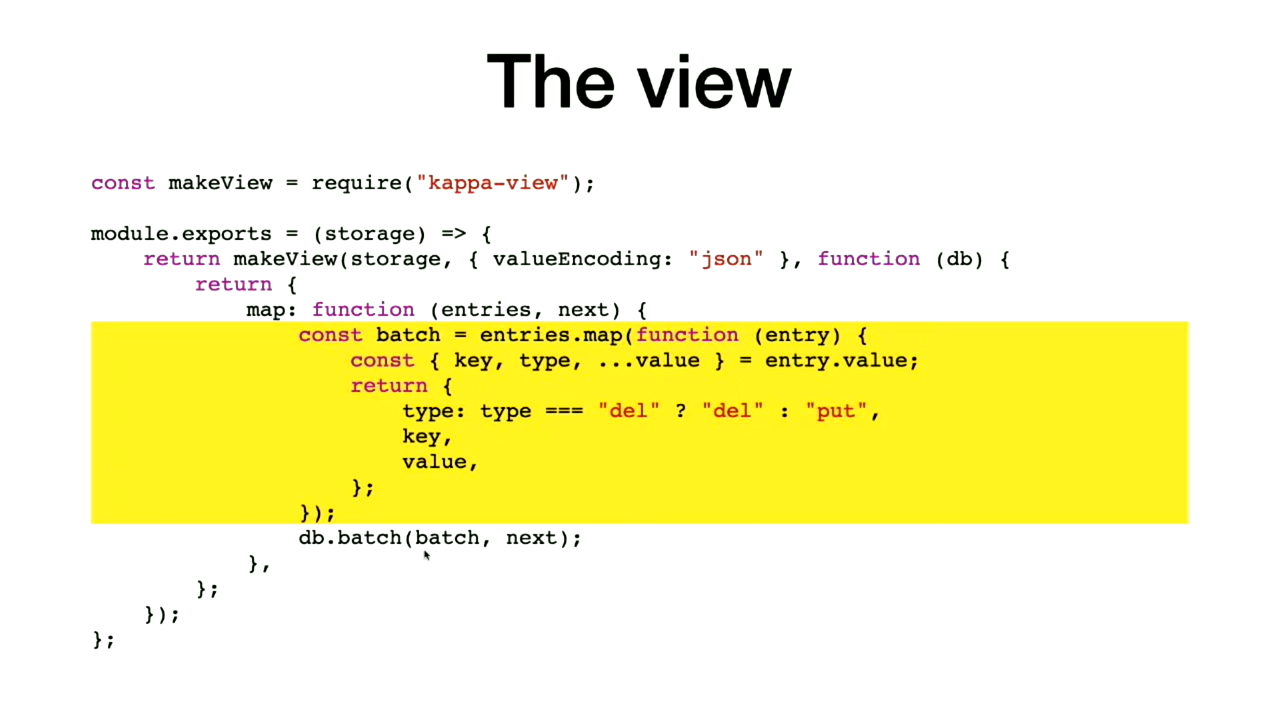 The view
const makeView = require("kappa-view");
module.exports = (storage) => {
return makeView(storage, { valueEncoding: "json" }, function (db) {
return {
map: function (entries, next) {
const batch = entries.map(function (entry) {
const { key, type, ...value } = entry.value;
return {
type: type === "del" ? "del" : "put",
key,
value,
};
});
db.batch(batch, next);
},
};
});
};